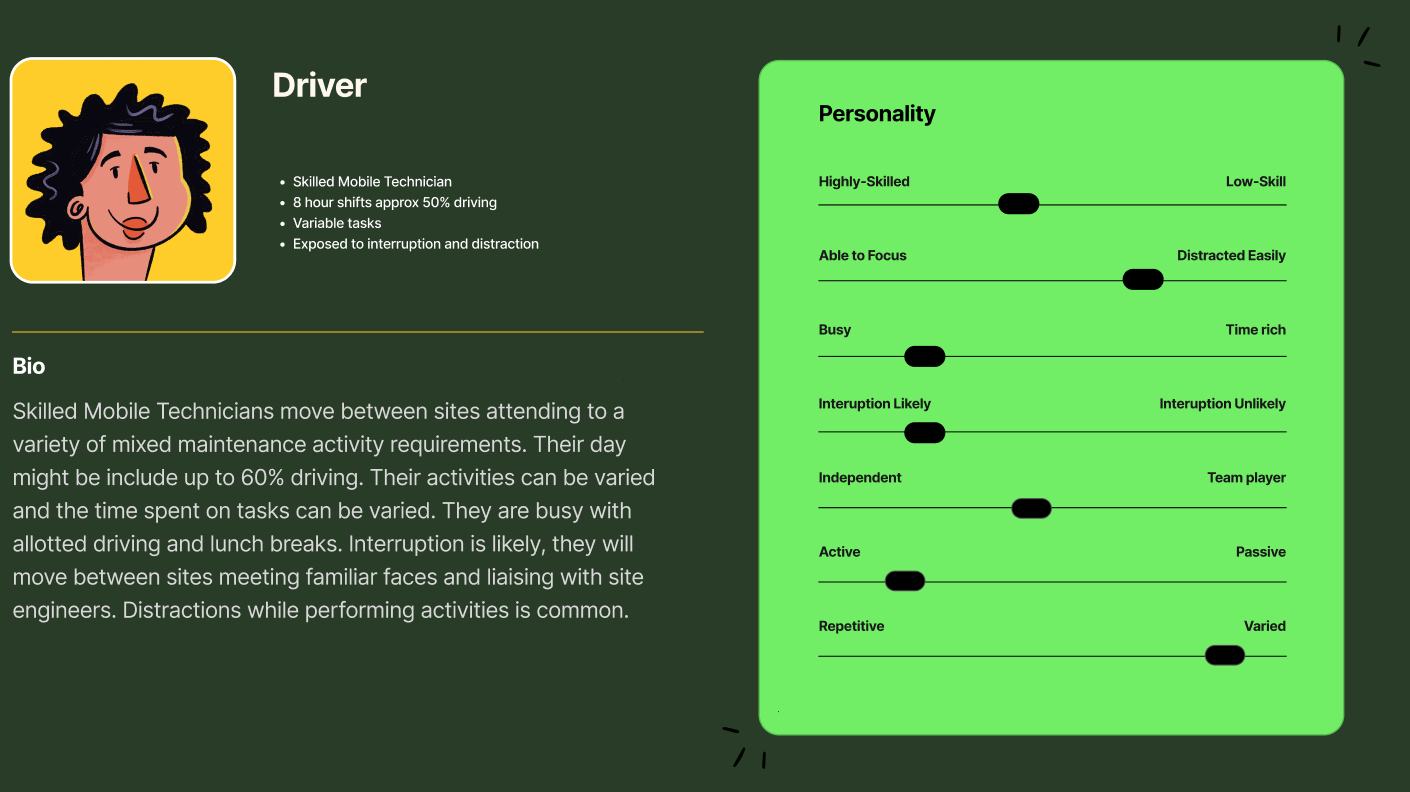 Driver
• Skilled Mobile Technician
• 8 hour shifts approx 50% driving
• Variable tasks
• Exposed to interruption and distraction
Bio
Skilled Mobile Technicians move between sites attending to a
variety of mixed maintenance activity requirements. Their day
might be include up to 60% driving. Their activities can be varied
and the time spent on tasks can be varied. They are busy with
allotted driving and lunch breaks. Interruption is likely, they will
move between sites meeting familiar faces and liaising with site
engineers. Distractions while performing activities is common.
Personality
Highly-Skilled Low-Skill
Able to Focus Distracted Easily
Busy Time rich
Interuption Likely Interuption Unlikely
Independent Team player
Active Passive
Repetitive Varied